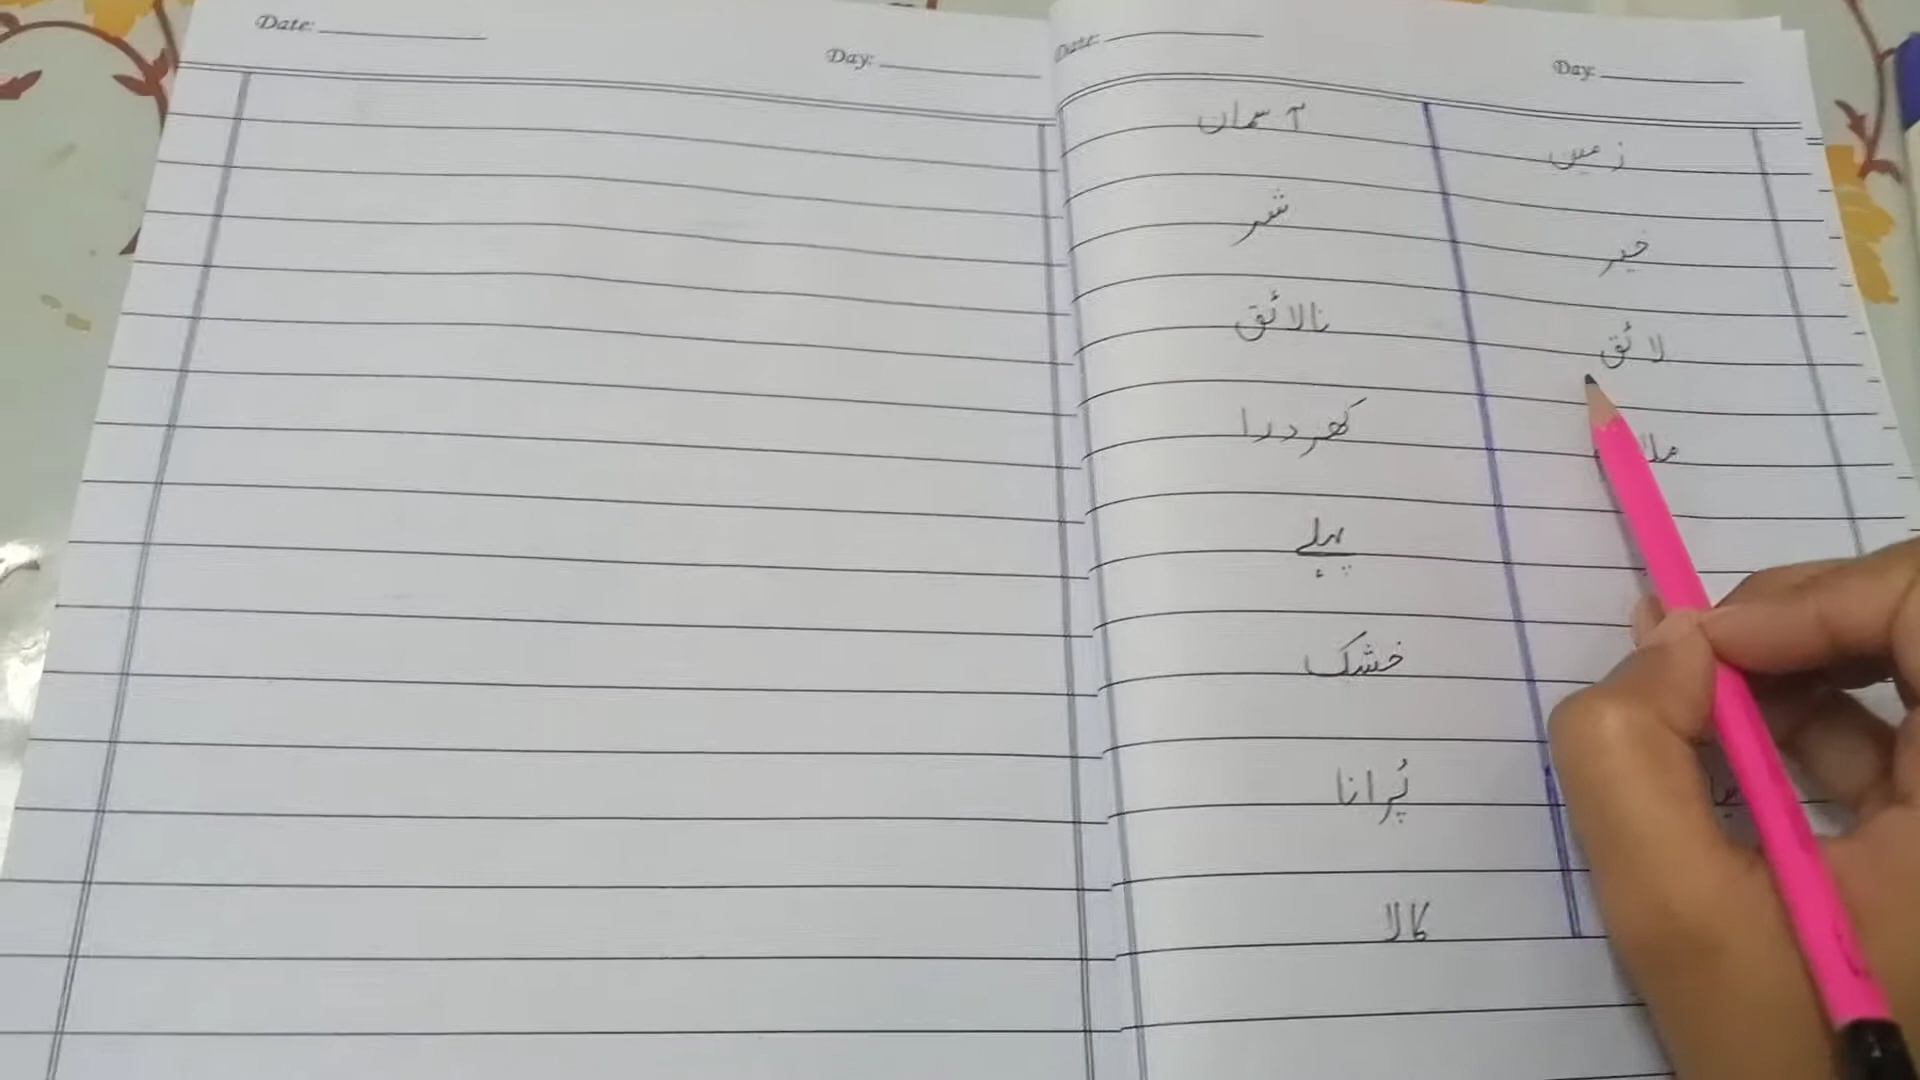 Date:
Day:
Date:
Day:
زمین آسمان
خیر شر
لائق نالائق
کھردرا
پہلے
خشک
پُرانا
کالا